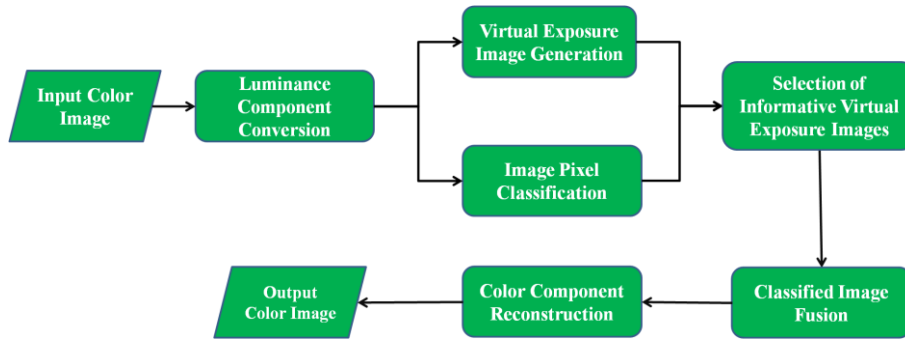 Input Color
Image
Luminance
Component
Conversion
Virtual Exposure
Image Generation
Image Pixel
Classification
Selection of
Informative Virtual
Exposure Images
Classified Image
Fusion
Color Component
Reconstruction
Output
Color Image